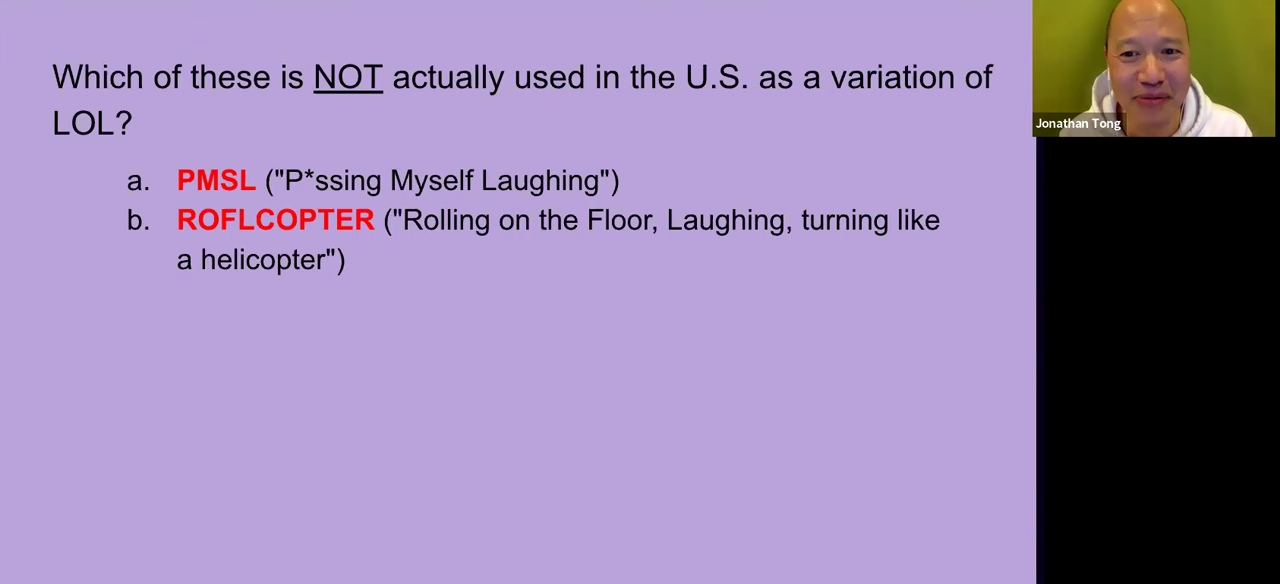 Which of these is NOT actually used in the U.S. as a variation of
LOL?
a. PMSL ("P*ssing Myself Laughing")
b. ROFLCOPTER ("Rolling on the Floor, Laughing, turning like
a helicopter")
Jonathan Tong